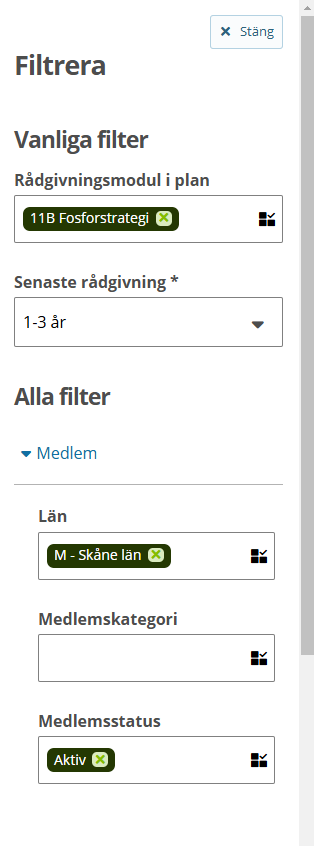 Stäng
Filtrera
Vanliga filter
Rådgivningsmodul i plan
11B Fosforstrategi
Senaste rådgivning *
1-3 år
Alla filter
Medlem
Län
M - Skåne län
Medlemskategori
Medlemsstatus
Aktiv